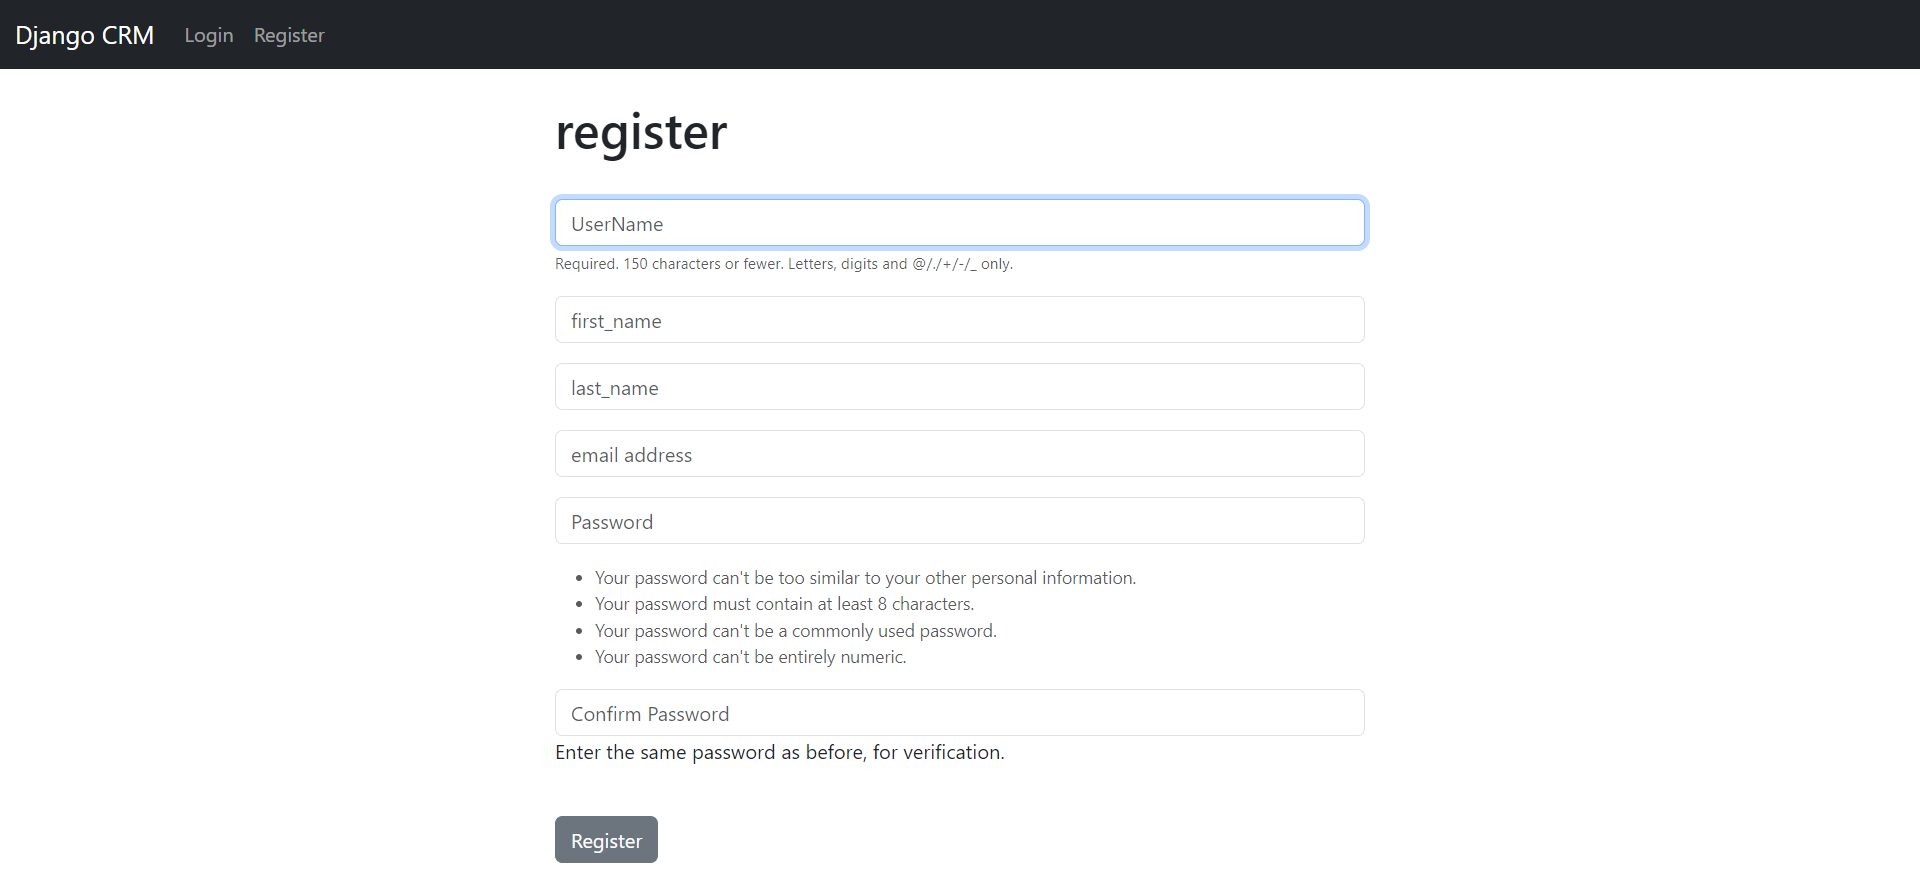 Django CRM Login Register
register
UserName
Required. 150 characters or fewer. Letters, digits and @/./+/-/_ only.
first_name
last_name
email address
Password
Your password can't be too similar to your other personal information.
Your password must contain at least 8 characters.
Your password can't be a commonly used password.
Your password can't be entirely numeric.
Confirm Password
Enter the same password as before, for verification.
Register